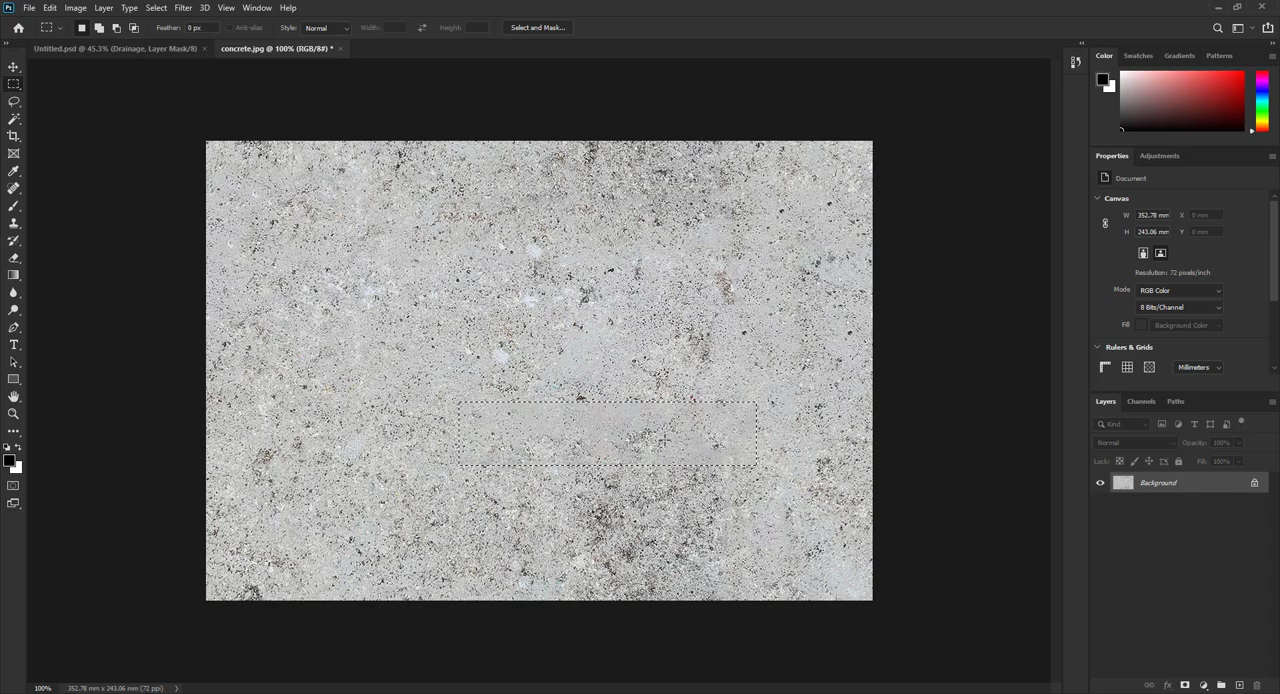 Ps File Edit Image Layer Type Select Filter 3D View Window Help
Feather: 0 px Anti-alias Style: Normal Width: Height: Select and Mask...
Untitled.psd @ 45.3% (Drainage, Layer Mask/8) × concrete.jpg @ 100% (RGB/8#) * ×
Color Swatches Gradients Patterns
Properties Adjustments
Document
Canvas
W 352.78 mm X 0 mm
H 243.06 mm Y 0 mm
Resolution: 72 pixels/inch
Mode RGB Color
8 Bits/Channel
Fill Background Color
Rulers & Grids
Millimeters
Layers Channels Paths
Kind
Normal Opacity: 100%
Lock: Fill: 100%
Background
100% 352.78 mm x 243.06 mm (72 ppi)